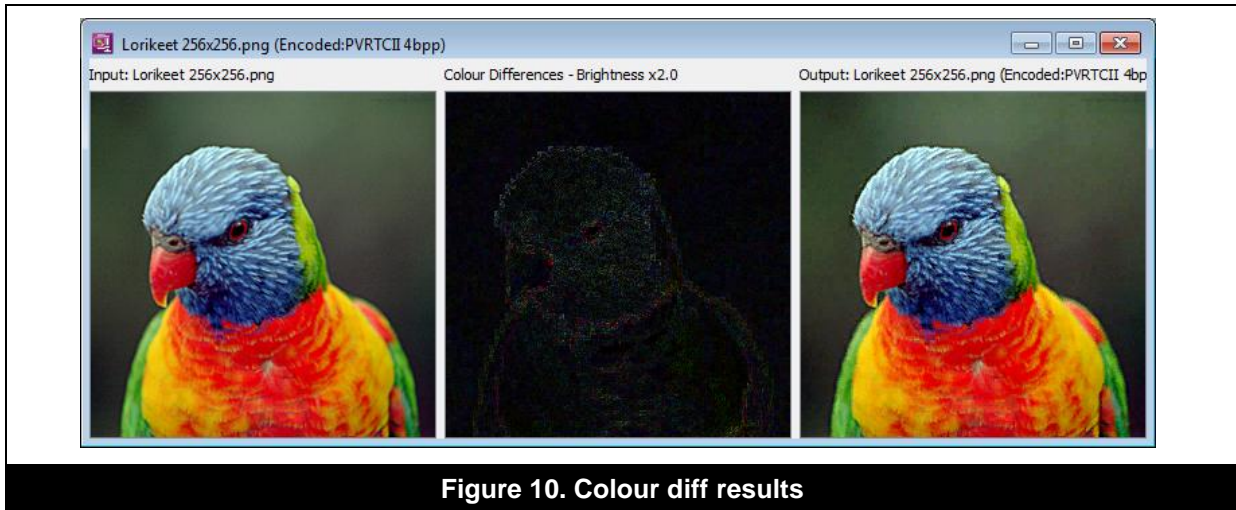 Lorikeet 256x256.png (Encoded:PVRTCII 4bpp)
Input: Lorikeet 256x256.png
Colour Differences - Brightness x2.0
Output: Lorikeet 256x256.png (Encoded:PVRTCII 4bp
Figure 10. Colour diff results